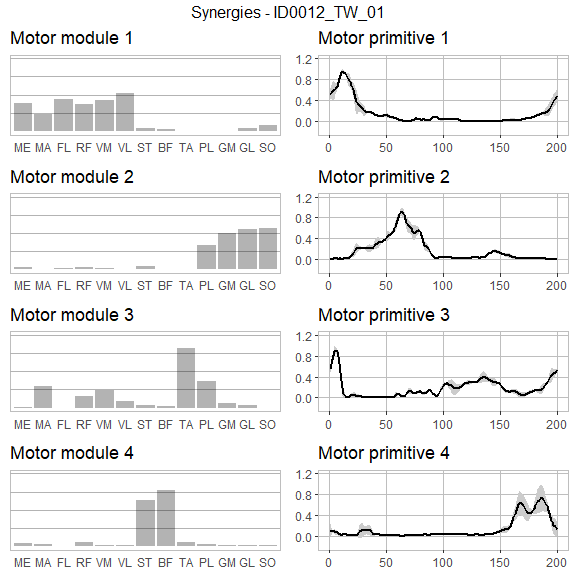 Synergies - ID0012_TW_01
Motor module 1
Motor primitive 1
1.2
0.8
0.4
0.0
ME MA FL RF VM VL ST BF TA PL GM GL SO
0 50 100 150 200
Motor module 2
Motor primitive 2
1.2
0.8
0.4
0.0
ME MA FL RF VM VL ST BF TA PL GM GL SO
0 50 100 150 200
Motor module 3
Motor primitive 3
1.2
0.8
0.4
0.0
ME MA FL RF VM VL ST BF TA PL GM GL SO
0 50 100 150 200
Motor module 4
Motor primitive 4
1.2
0.8
0.4
0.0
ME MA FL RF VM VL ST BF TA PL GM GL SO
0 50 100 150 200